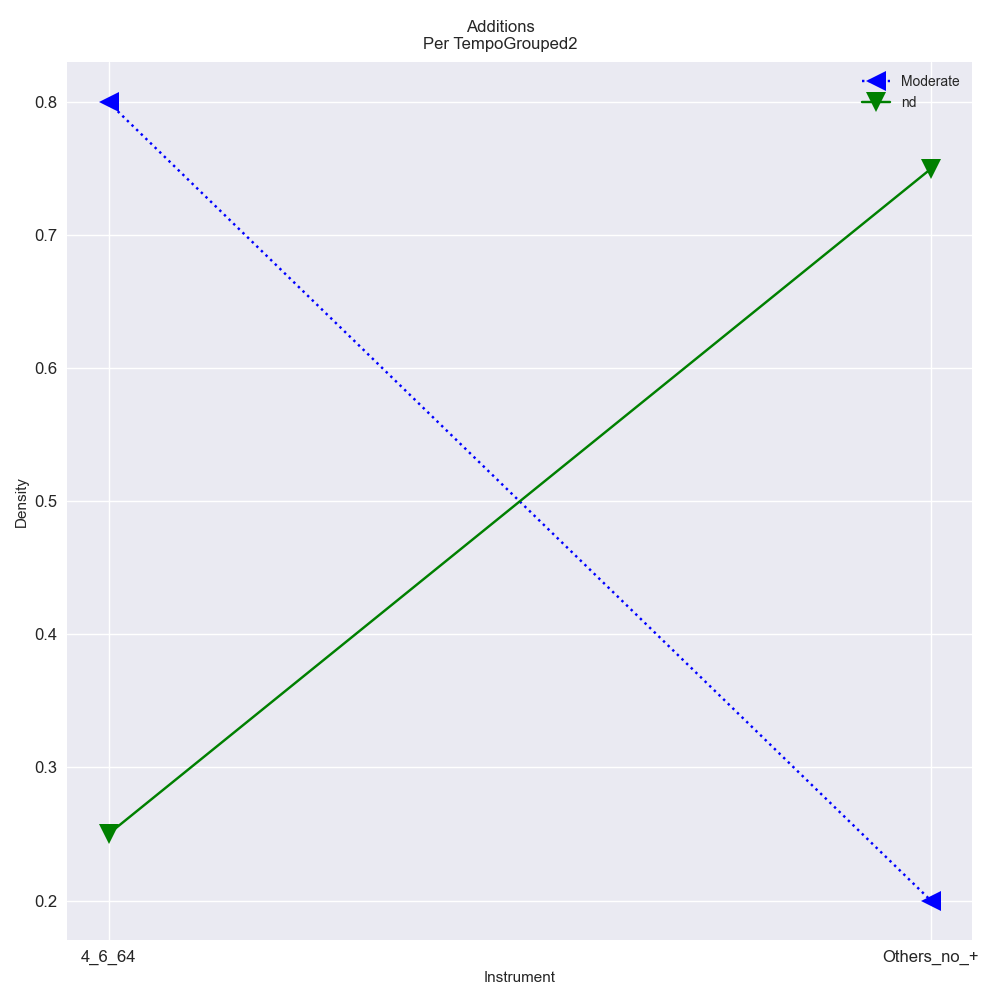 Additions
Per TempoGrouped2
Moderate
nd
0.8
0.7
0.6
0.5
0.4
0.3
0.2
Density
4_6_64
Others_no_+
Instrument